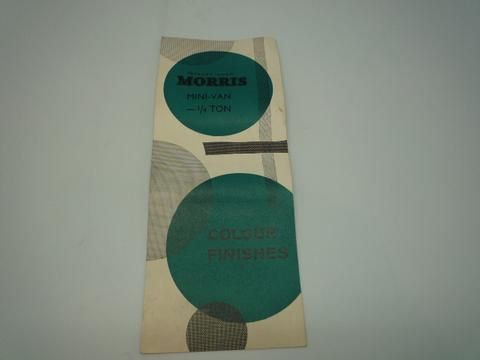 MORRIS
MINI-VAN
— 1/4 TON
COLOUR
FINISHES